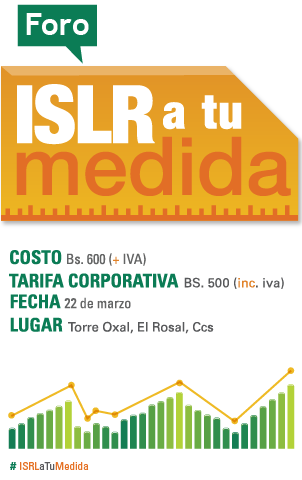 Foro
ISLR a tu
medida
COSTO Bs. 600 (+ IVA)
TARIFA CORPORATIVA BS. 500 (inc. iva)
FECHA 22 de marzo
LUGAR Torre Oxal, El Rosal, Ccs
# ISRLaTuMedida